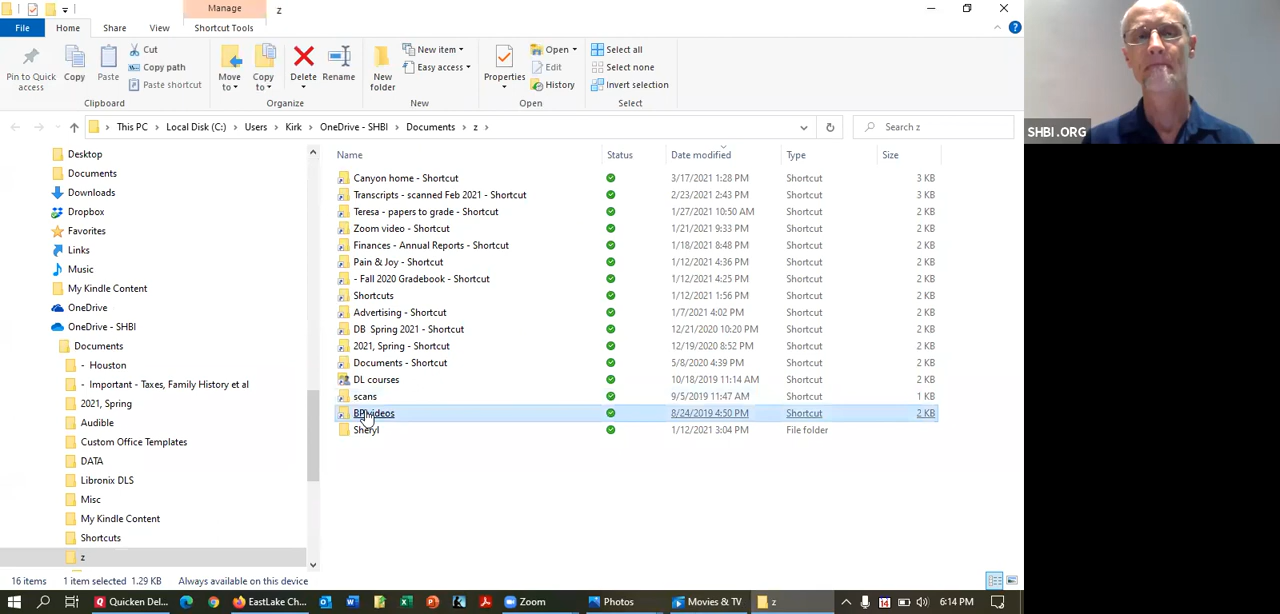 Manage
z
File
Home
Share
View
Shortcut Tools
Pin to Quick access
Copy
Paste
Cut
Copy path
Paste shortcut
Clipboard
Move to
Copy to
Delete
Rename
Organize
New folder
New item
Easy access
New
Properties
Open
Edit
History
Open
Select all
Select none
Invert selection
Select
This PC > Local Disk (C:) > Users > Kirk > OneDrive - SHBI > Documents > z >
Search z
Desktop
Documents
Downloads
Dropbox
Favorites
Links
Music
My Kindle Content
OneDrive
OneDrive - SHBI
Documents
- Houston
- Important - Taxes, Family History et al
2021, Spring
Audible
Custom Office Templates
DATA
Libronix DLS
Misc
My Kindle Content
Shortcuts
z
Name Status Date modified Type Size
Canyon home - Shortcut 3/17/2021 1:28 PM Shortcut 3 KB
Transcripts - scanned Feb 2021 - Shortcut 2/23/2021 2:43 PM Shortcut 3 KB
Teresa - papers to grade - Shortcut 1/27/2021 10:50 AM Shortcut 2 KB
Zoom video - Shortcut 1/21/2021 9:33 PM Shortcut 2 KB
Finances - Annual Reports - Shortcut 1/18/2021 8:48 PM Shortcut 2 KB
Pain & Joy - Shortcut 1/12/2021 4:36 PM Shortcut 2 KB
- Fall 2020 Gradebook - Shortcut 1/12/2021 4:25 PM Shortcut 2 KB
Shortcuts 1/12/2021 1:56 PM Shortcut 2 KB
Advertising - Shortcut 1/7/2021 4:02 PM Shortcut 2 KB
DB Spring 2021 - Shortcut 12/21/2020 10:20 PM Shortcut 2 KB
2021, Spring - Shortcut 12/19/2020 8:52 PM Shortcut 2 KB
Documents - Shortcut 5/8/2020 4:39 PM Shortcut 2 KB
DL courses 10/18/2019 11:14 AM Shortcut 2 KB
scans 9/5/2019 11:47 AM Shortcut 1 KB
videos 8/24/2019 4:50 PM Shortcut 2 KB
Sheryl 1/12/2021 3:04 PM File folder
16 items 1 item selected 1.29 KB Always available on this device
Quicken Del...
EastLake Ch...
Zoom
Photos
Movies & TV
z
14
6:14 PM
SHBI.ORG